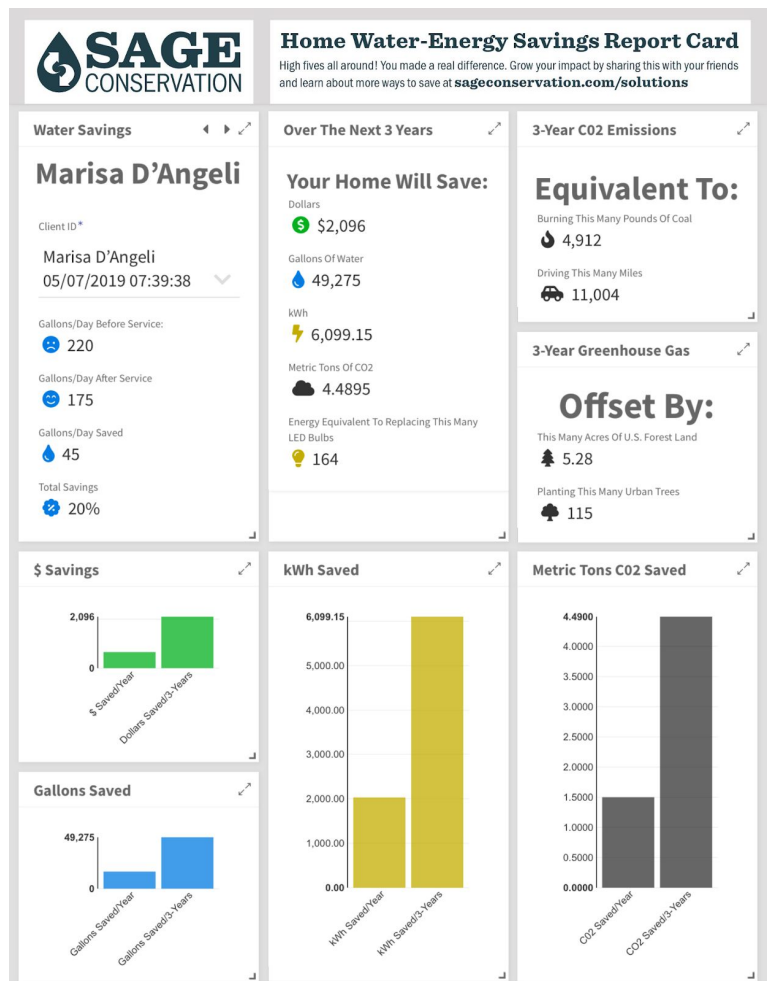 SAGE
CONSERVATION
Home Water-Energy Savings Report Card
High fives all around! You made a real difference. Grow your impact by sharing this with your friends
and learn about more ways to save at sageconservation.com/solutions
Water Savings
Marisa D’Angeli
Client ID*
Marisa D’Angeli
05/07/2019 07:39:38
Gallons/Day Before Service:
220
Gallons/Day After Service
175
Gallons/Day Saved
45
Total Savings
20%
Over The Next 3 Years
Your Home Will Save:
Dollars
$2,096
Gallons Of Water
49,275
kWh
6,099.15
Metric Tons Of CO2
4.4895
Energy Equivalent To Replacing This Many
LED Bulbs
164
3-Year C02 Emissions
Equivalent To:
Burning This Many Pounds Of Coal
4,912
Driving This Many Miles
11,004
3-Year Greenhouse Gas
Offset By:
This Many Acres Of U.S. Forest Land
5.28
Planting This Many Urban Trees
115
$ Savings
2,096
0
$ Saved/Year
Dollars Saved/3-Years
Gallons Saved
49,275
0
Gallons Saved/Year
Gallons Saved/3-Years
kWh Saved
6,099.15
5,000.00
4,000.00
3,000.00
2,000.00
1,000.00
0.00
kWh Saved/Year
kWh Saved/3-Years
Metric Tons C02 Saved
4.4900
4.0000
3.5000
3.0000
2.5000
2.0000
1.5000
1.0000
0.5000
0.0000
C02 Saved/Year
CO2 Saved/3-Years